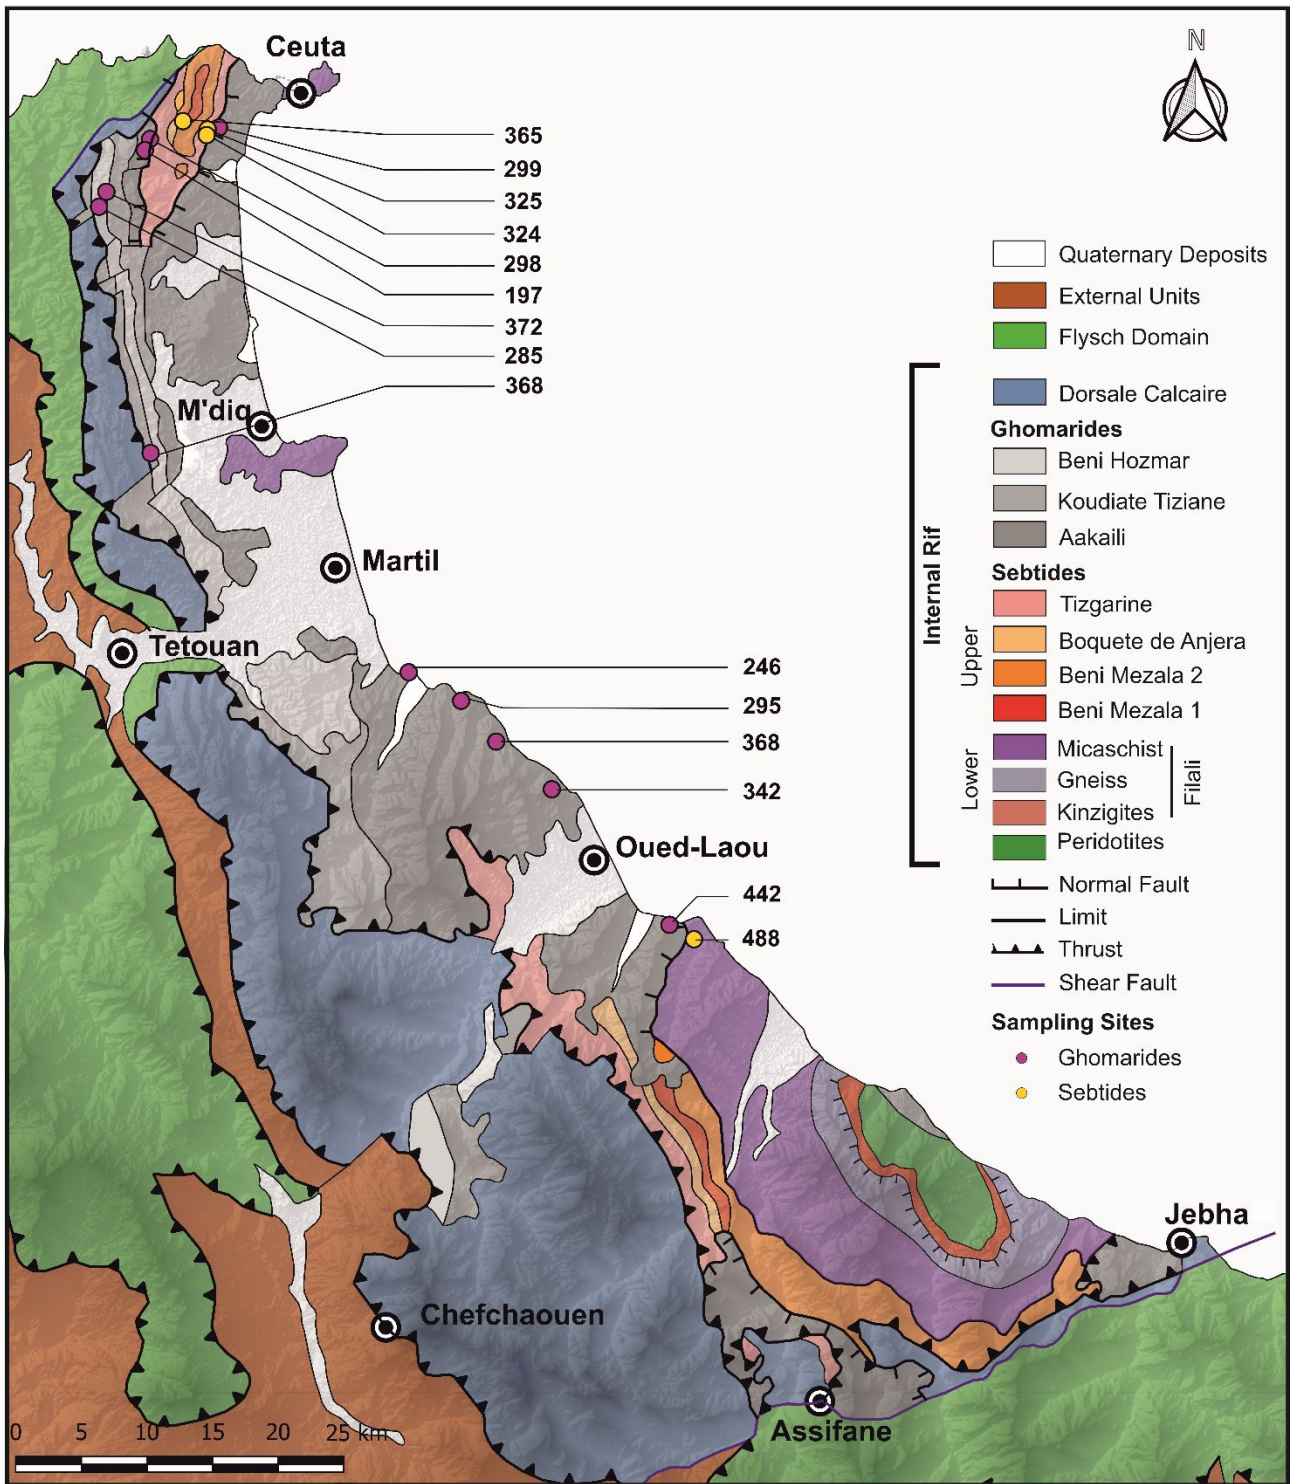 N
Ceuta
365
299
325
324
298
197
372
285
368
M'diq
Martil
Tetouan
246
295
368
342
Oued-Laou
442
488
Jebha
Chefchaouen
Assifane
0 5 10 15 20 25 km
Quaternary Deposits
External Units
Flysch Domain
Internal Rif
Dorsale Calcaire
Ghomarides
Beni Hozmar
Koudiate Tiziane
Aakaili
Sebtides
Upper
Tizgarine
Boquete de Anjera
Beni Mezala 2
Beni Mezala 1
Lower
Micaschist
Gneiss
Kinzigites
Filali
Peridotites
Normal Fault
Limit
Thrust
Shear Fault
Sampling Sites
Ghomarides
Sebtides